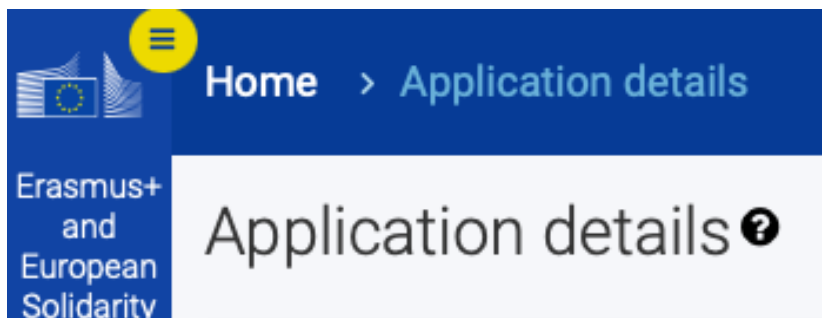 Home > Application details
Erasmus+
and
European
Solidarity
Application details